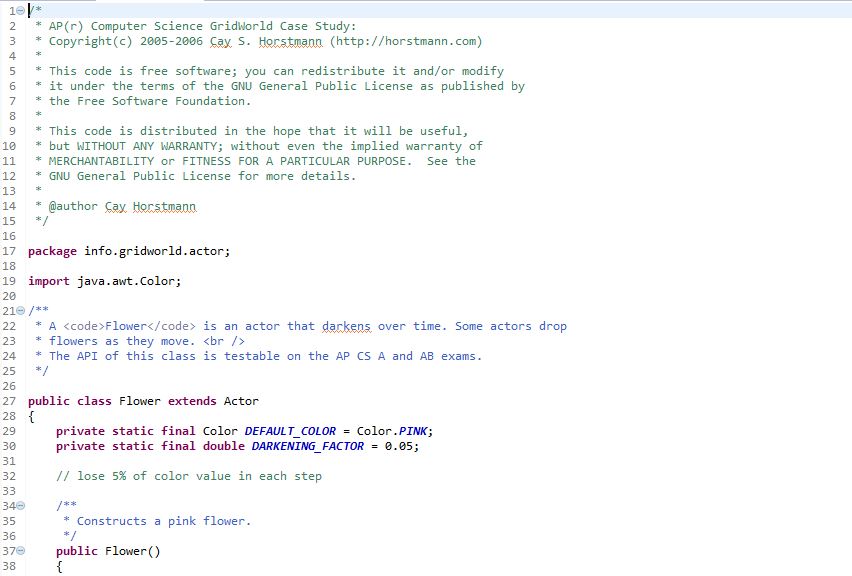 1 /*
2  * AP(r) Computer Science GridWorld Case Study:
3  * Copyright(c) 2005-2006 Cay S. Horstmann (http://horstmann.com)
4  *
5  * This code is free software; you can redistribute it and/or modify
6  * it under the terms of the GNU General Public License as published by
7  * the Free Software Foundation.
8  *
9  * This code is distributed in the hope that it will be useful,
10  * but WITHOUT ANY WARRANTY; without even the implied warranty of
11  * MERCHANTABILITY or FITNESS FOR A PARTICULAR PURPOSE.  See the
12  * GNU General Public License for more details.
13  *
14  * @author Cay Horstmann
15  */
16
17 package info.gridworld.actor;
18
19 import java.awt.Color;
20
21 /**
22  * A <code>Flower</code> is an actor that darkens over time. Some actors drop
23  * flowers as they move. <br />
24  * The API of this class is testable on the AP CS A and AB exams.
25  */
26
27 public class Flower extends Actor
28 {
29     private static final Color DEFAULT_COLOR = Color.PINK;
30     private static final double DARKENING_FACTOR = 0.05;
31
32     // lose 5% of color value in each step
33
34     /**
35      * Constructs a pink flower.
36      */
37     public Flower()
38     {